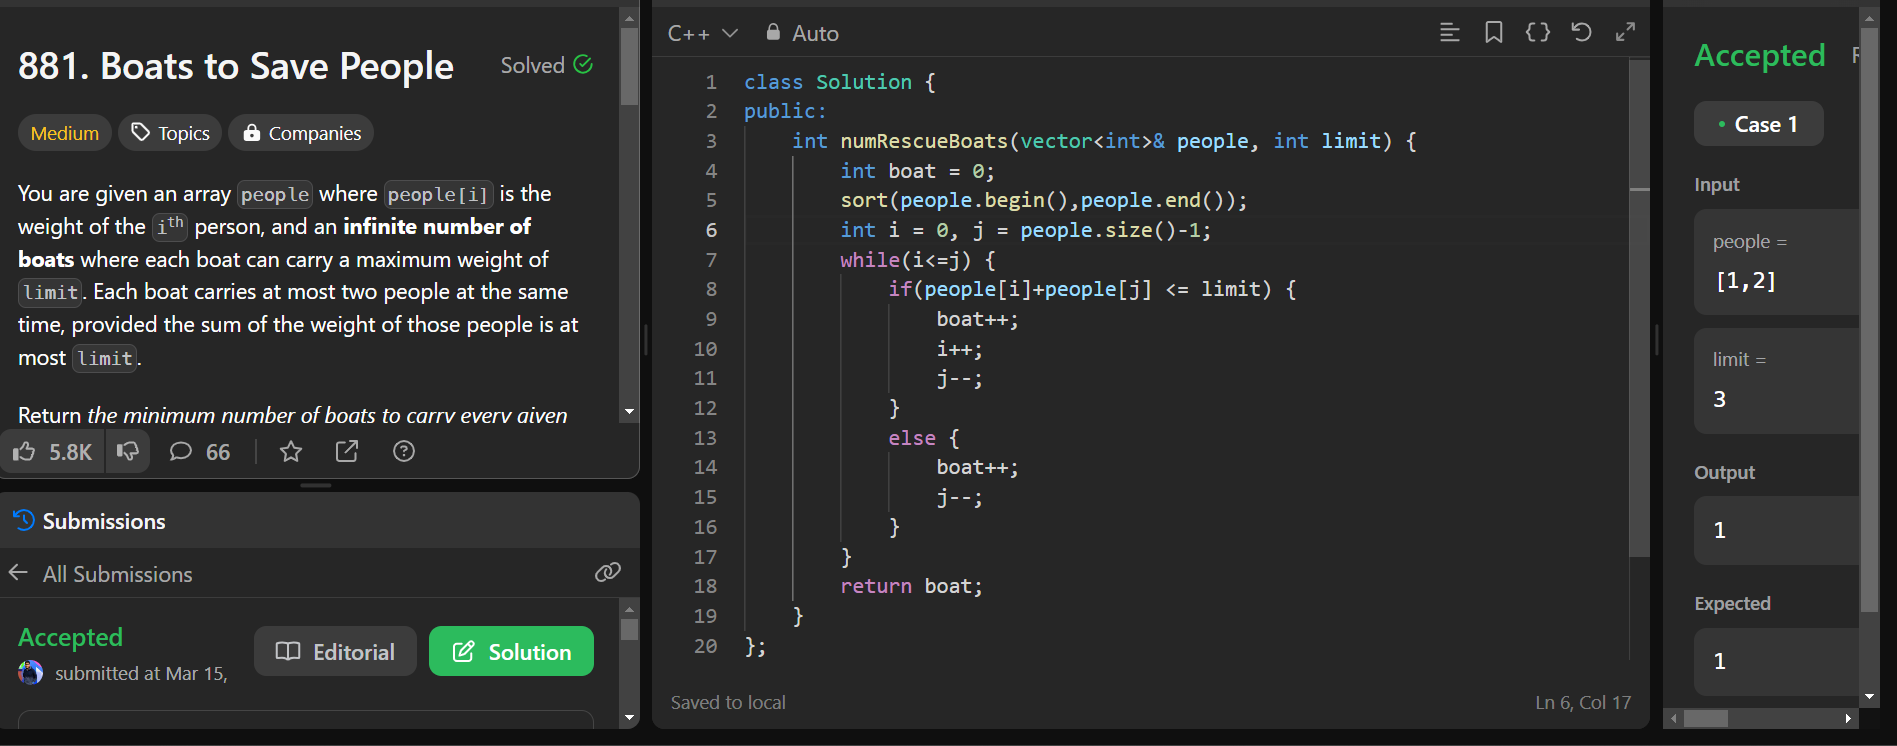 881. Boats to Save People
Solved
Medium
Topics
Companies
You are given an array people where people[i] is the
weight of the ith person, and an infinite number of
boats where each boat can carry a maximum weight of
limit. Each boat carries at most two people at the same
time, provided the sum of the weight of those people is at
most limit.
Return the minimum number of boats to carry every given
5.8K
66
Submissions
All Submissions
Accepted
submitted at Mar 15,
Editorial
Solution
C++
Auto
1 class Solution {
2 public:
3     int numRescueBoats(vector<int>& people, int limit) {
4         int boat = 0;
5         sort(people.begin(),people.end());
6         int i = 0, j = people.size()-1;
7         while(i<=j) {
8             if(people[i]+people[j] <= limit) {
9                 boat++;
10                 i++;
11                 j--;
12             }
13             else {
14                 boat++;
15                 j--;
16             }
17         }
18         return boat;
19     }
20 };
Saved to local
Ln 6, Col 17
Accepted
Case 1
Input
people =
[1,2]
limit =
3
Output
1
Expected
1